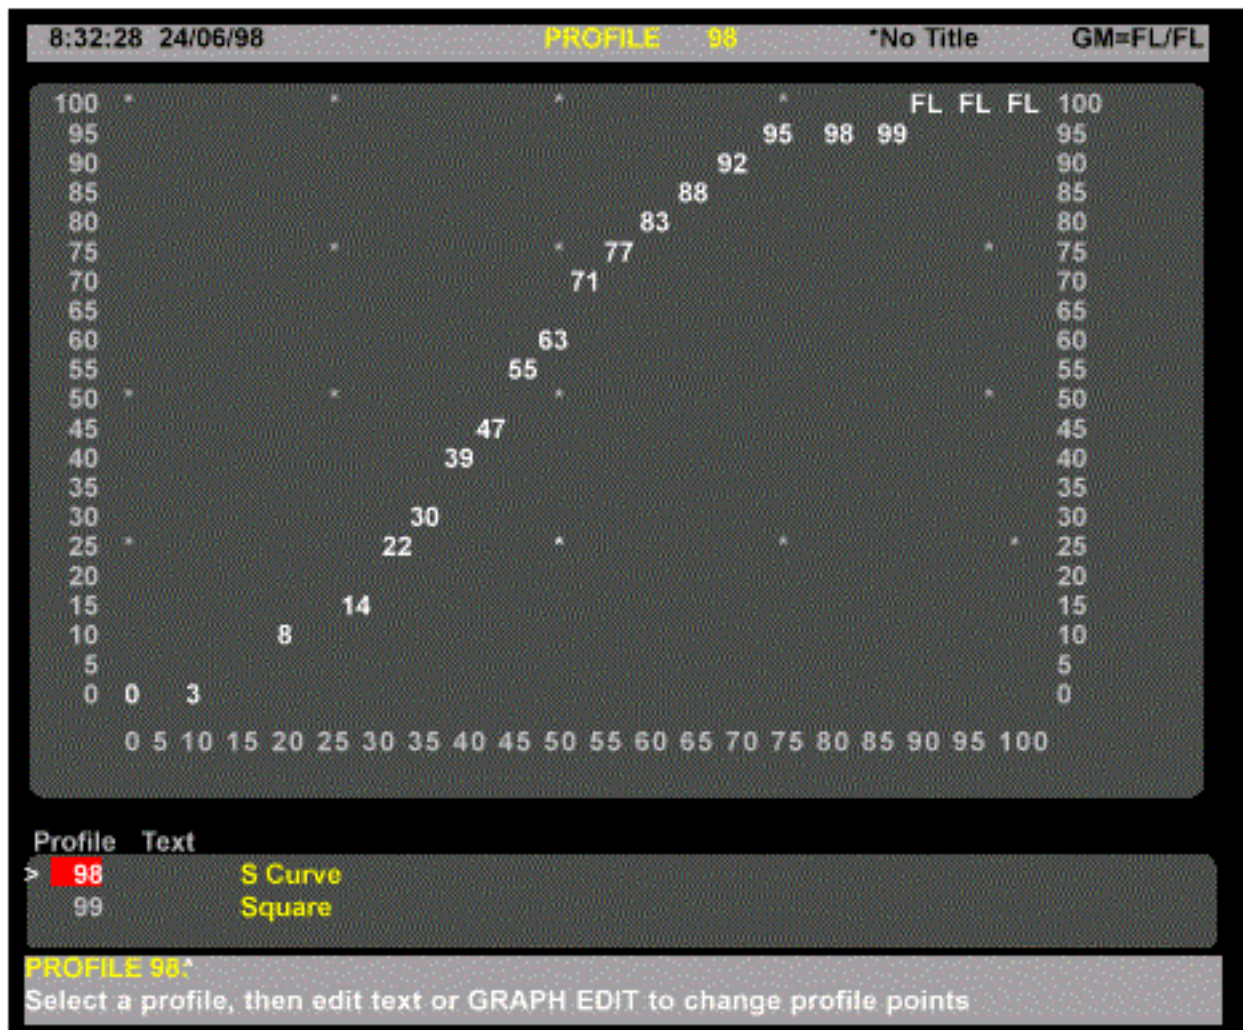 8:32:28 24/06/98 PROFILE 98 *No Title GM=FL/FL
100 * * * * FL FL FL 100
95 95 98 99 95
90 92 90
85 88 85
80 83 80
75 * * 77 * 75
70 71 70
65 65
60 63 60
55 55 55
50 * * * * 50
45 47 45
40 39 40
35 35
30 30 30
25 * 22 * * * 25
20 20
15 14 15
10 8 10
5 5
0 0 3 0
0 5 10 15 20 25 30 35 40 45 50 55 60 65 70 75 80 85 90 95 100
Profile Text
> 98 S Curve
99 Square
PROFILE 98:*
Select a profile, then edit text or GRAPH EDIT to change profile points